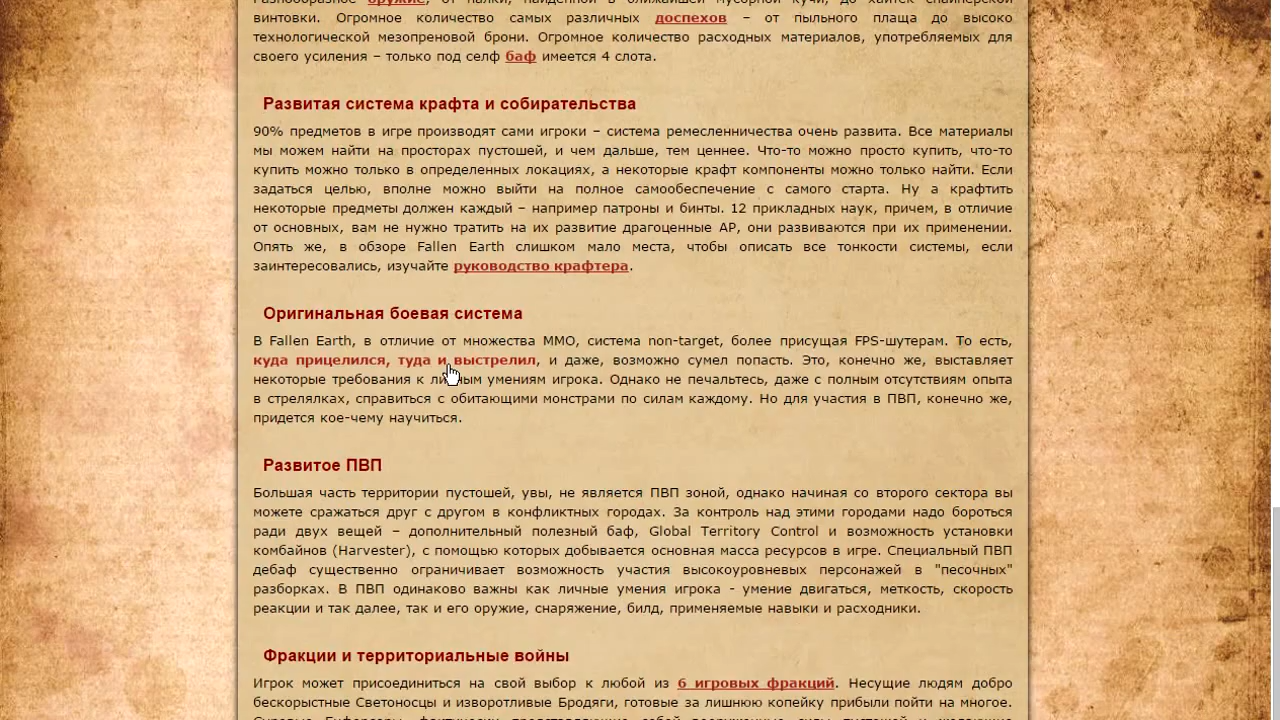 Разнообразное оружие, от палки, найденной в ближайшей мусорной кучи, до хайтек снайперской
винтовки. Огромное количество самых различных доспехов – от пыльного плаща до высоко
технологической мезопреновой брони. Огромное количество расходных материалов, употребляемых для
своего усиления – только под селф баф имеется 4 слота.
Развитая система крафта и собирательства
90% предметов в игре производят сами игроки – система ремесленничества очень развита. Все материалы
мы можем найти на просторах пустошей, и чем дальше, тем ценнее. Что-то можно просто купить, что-то
купить можно только в определенных локациях, а некоторые крафт компоненты можно только найти. Если
задаться целью, вполне можно выйти на полное самообеспечение с самого старта. Ну а крафтить
некоторые предметы должен каждый – например патроны и бинты. 12 прикладных наук, причем, в отличие
от основных, вам не нужно тратить на их развитие драгоценные AP, они развиваются при их применении.
Опять же, в обзоре Fallen Earth слишком мало места, чтобы описать все тонкости системы, если
заинтересовались, изучайте руководство крафтера.
Оригинальная боевая система
В Fallen Earth, в отличие от множества ММО, система non-target, более присущая FPS-шутерам. То есть,
куда прицелился, туда и выстрелил, и даже, возможно сумел попасть. Это, конечно же, выставляет
некоторые требования к личным умениям игрока. Однако не печальтесь, даже с полным отсутствием опыта
в стрелялках, справиться с обитающими монстрами по силам каждому. Но для участия в ПВП, конечно же,
придется кое-чему научиться.
Развитое ПВП
Большая часть территории пустошей, увы, не является ПВП зоной, однако начиная со второго сектора вы
можете сражаться друг с другом в конфликтных городах. За контроль над этими городами надо бороться
ради двух вещей – дополнительный полезный баф, Global Territory Control и возможность установки
комбайнов (Harvester), с помощью которых добывается основная масса ресурсов в игре. Специальный ПВП
дебаф существенно ограничивает возможность участия высокоуровневых персонажей в "песочных"
разборках. В ПВП одинаково важны как личные умения игрока - умение двигаться, меткость, скорость
реакции и так далее, так и его оружие, снаряжение, билд, применяемые навыки и расходники.
Фракции и территориальные войны
Игрок может присоединиться на свой выбор к любой из 6 игровых фракций. Несущие людям добро
бескорыстные Светоносцы и изворотливые Бродяги, готовые за лишнюю копейку прибыли пойти на многое.